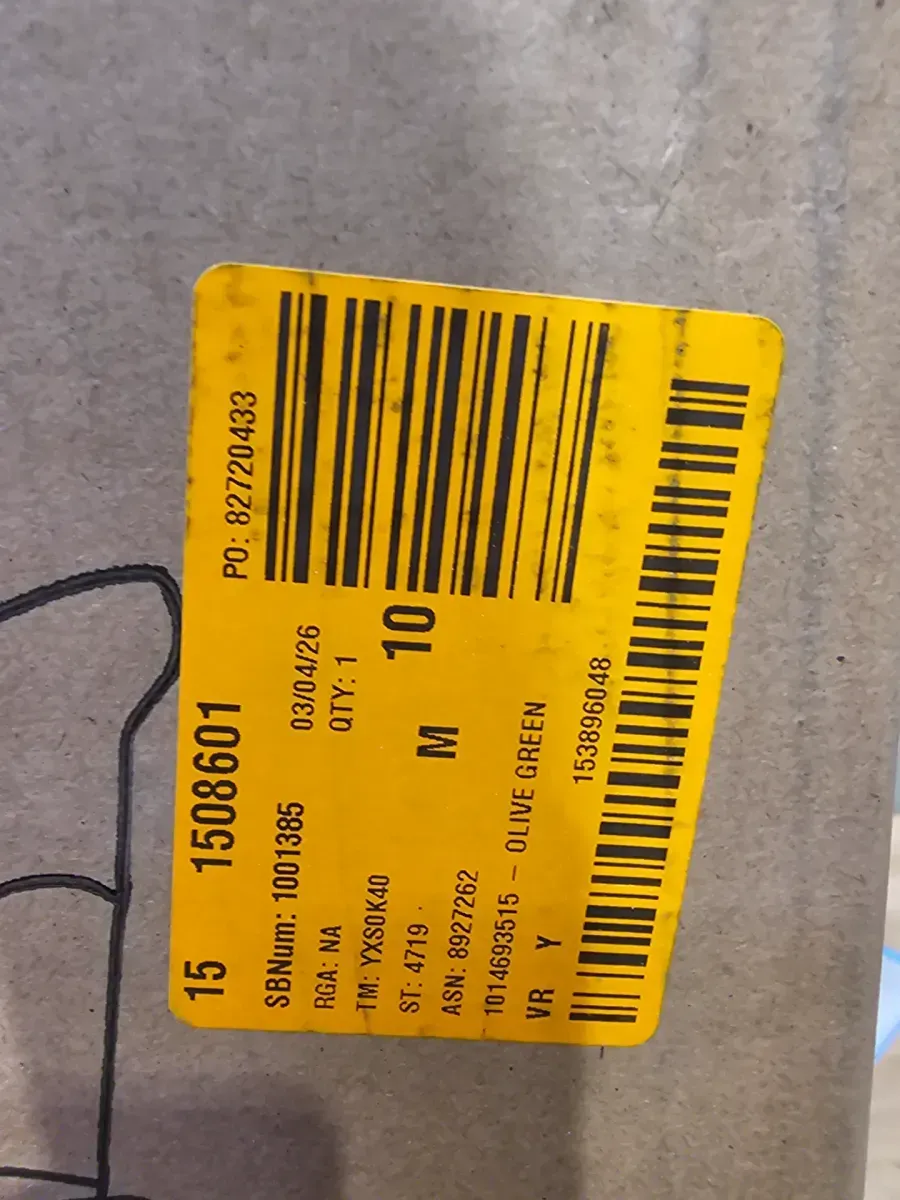 15 1508601 PO: 82720433
SBNum: 1001385 03/04/26
RGA: NA QTY: 1
TM: YXS0K40
ST: 4719 M 10
ASN: 8927262
1014693515 – OLIVE GREEN
VR Y 153896048